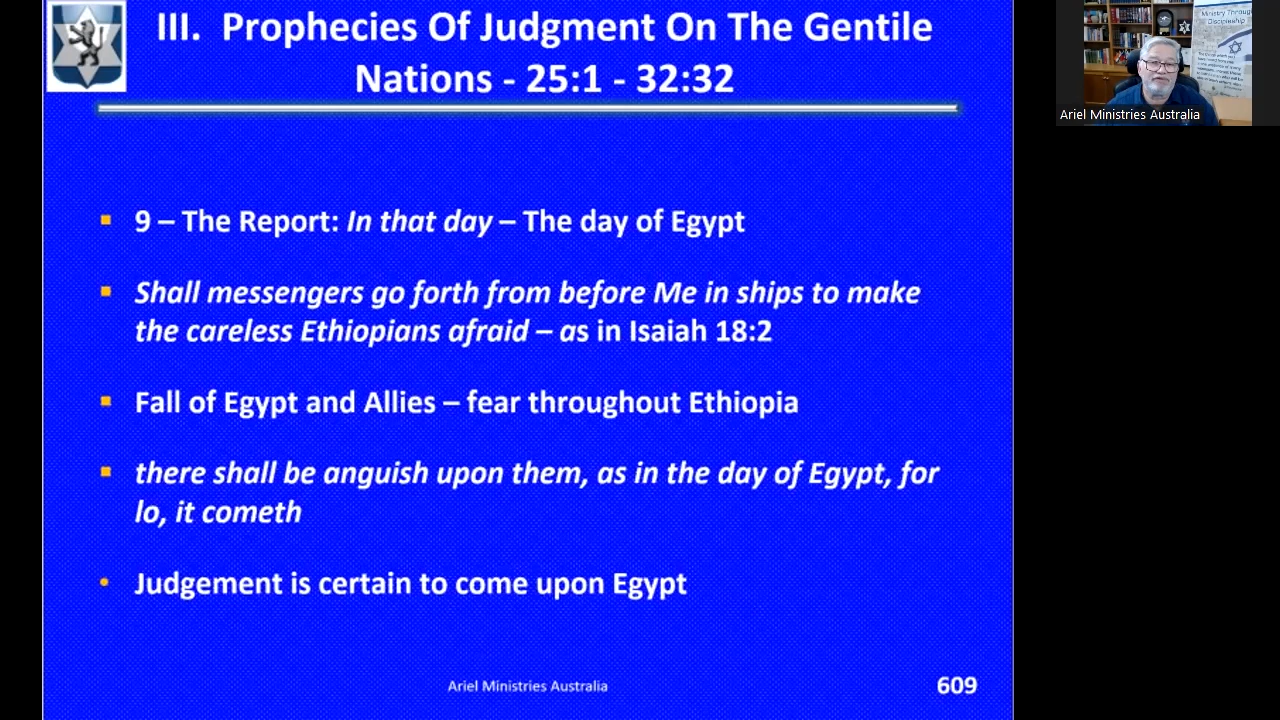 III. Prophecies Of Judgment On The Gentile
Nations - 25:1 - 32:32
9 – The Report: In that day – The day of Egypt
Shall messengers go forth from before Me in ships to make
the careless Ethiopians afraid – as in Isaiah 18:2
Fall of Egypt and Allies – fear throughout Ethiopia
there shall be anguish upon them, as in the day of Egypt, for
lo, it cometh
Judgement is certain to come upon Egypt
Ariel Ministries Australia
609
Ministry Through
Discipleship
Ariel Ministries Australia